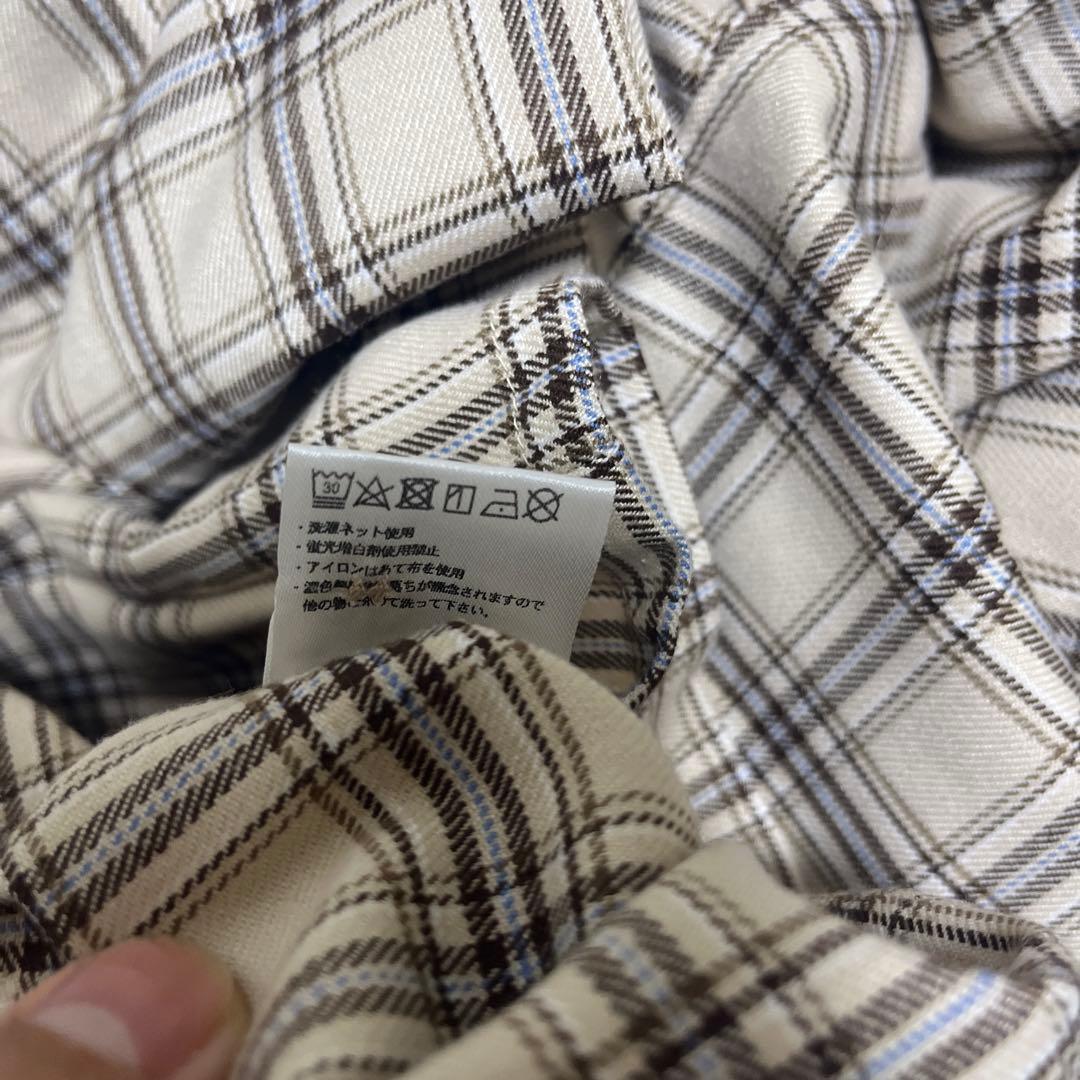 30
・洗濯ネット使用
・蛍光増白剤使用禁止
・アイロンはあて布を使用
・濃色 ちが懸念されますので
他の物 て洗って下さい。